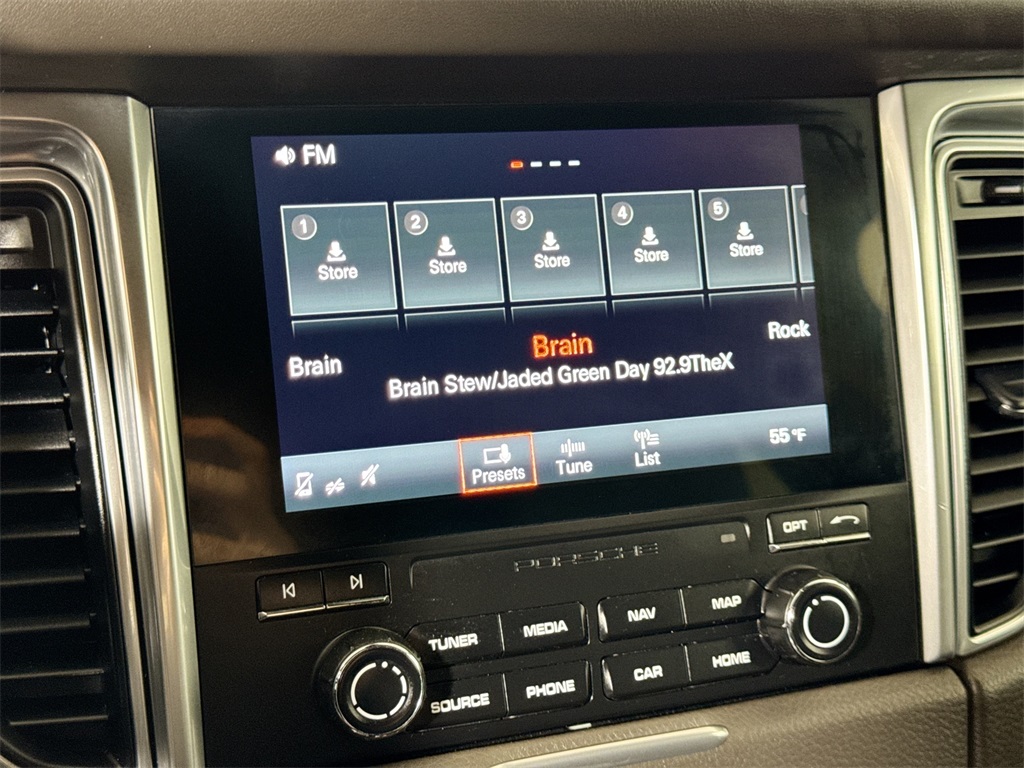 FM
1 2 3 4 5
Store Store Store Store Store
Brain Brain Rock
Brain Stew/Jaded Green Day 92.9TheX
Presets Tune List 55 °F
PORSCHE OPT
TUNER MEDIA NAV MAP
SOURCE PHONE CAR HOME